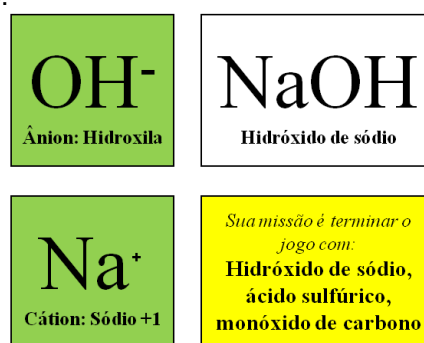 .
OH-
Ânion: Hidroxila
NaOH
Hidróxido de sódio
Na+
Cátion: Sódio +1
Sua missão é terminar o
jogo com:
Hidróxido de sódio,
ácido sulfúrico,
monóxido de carbono